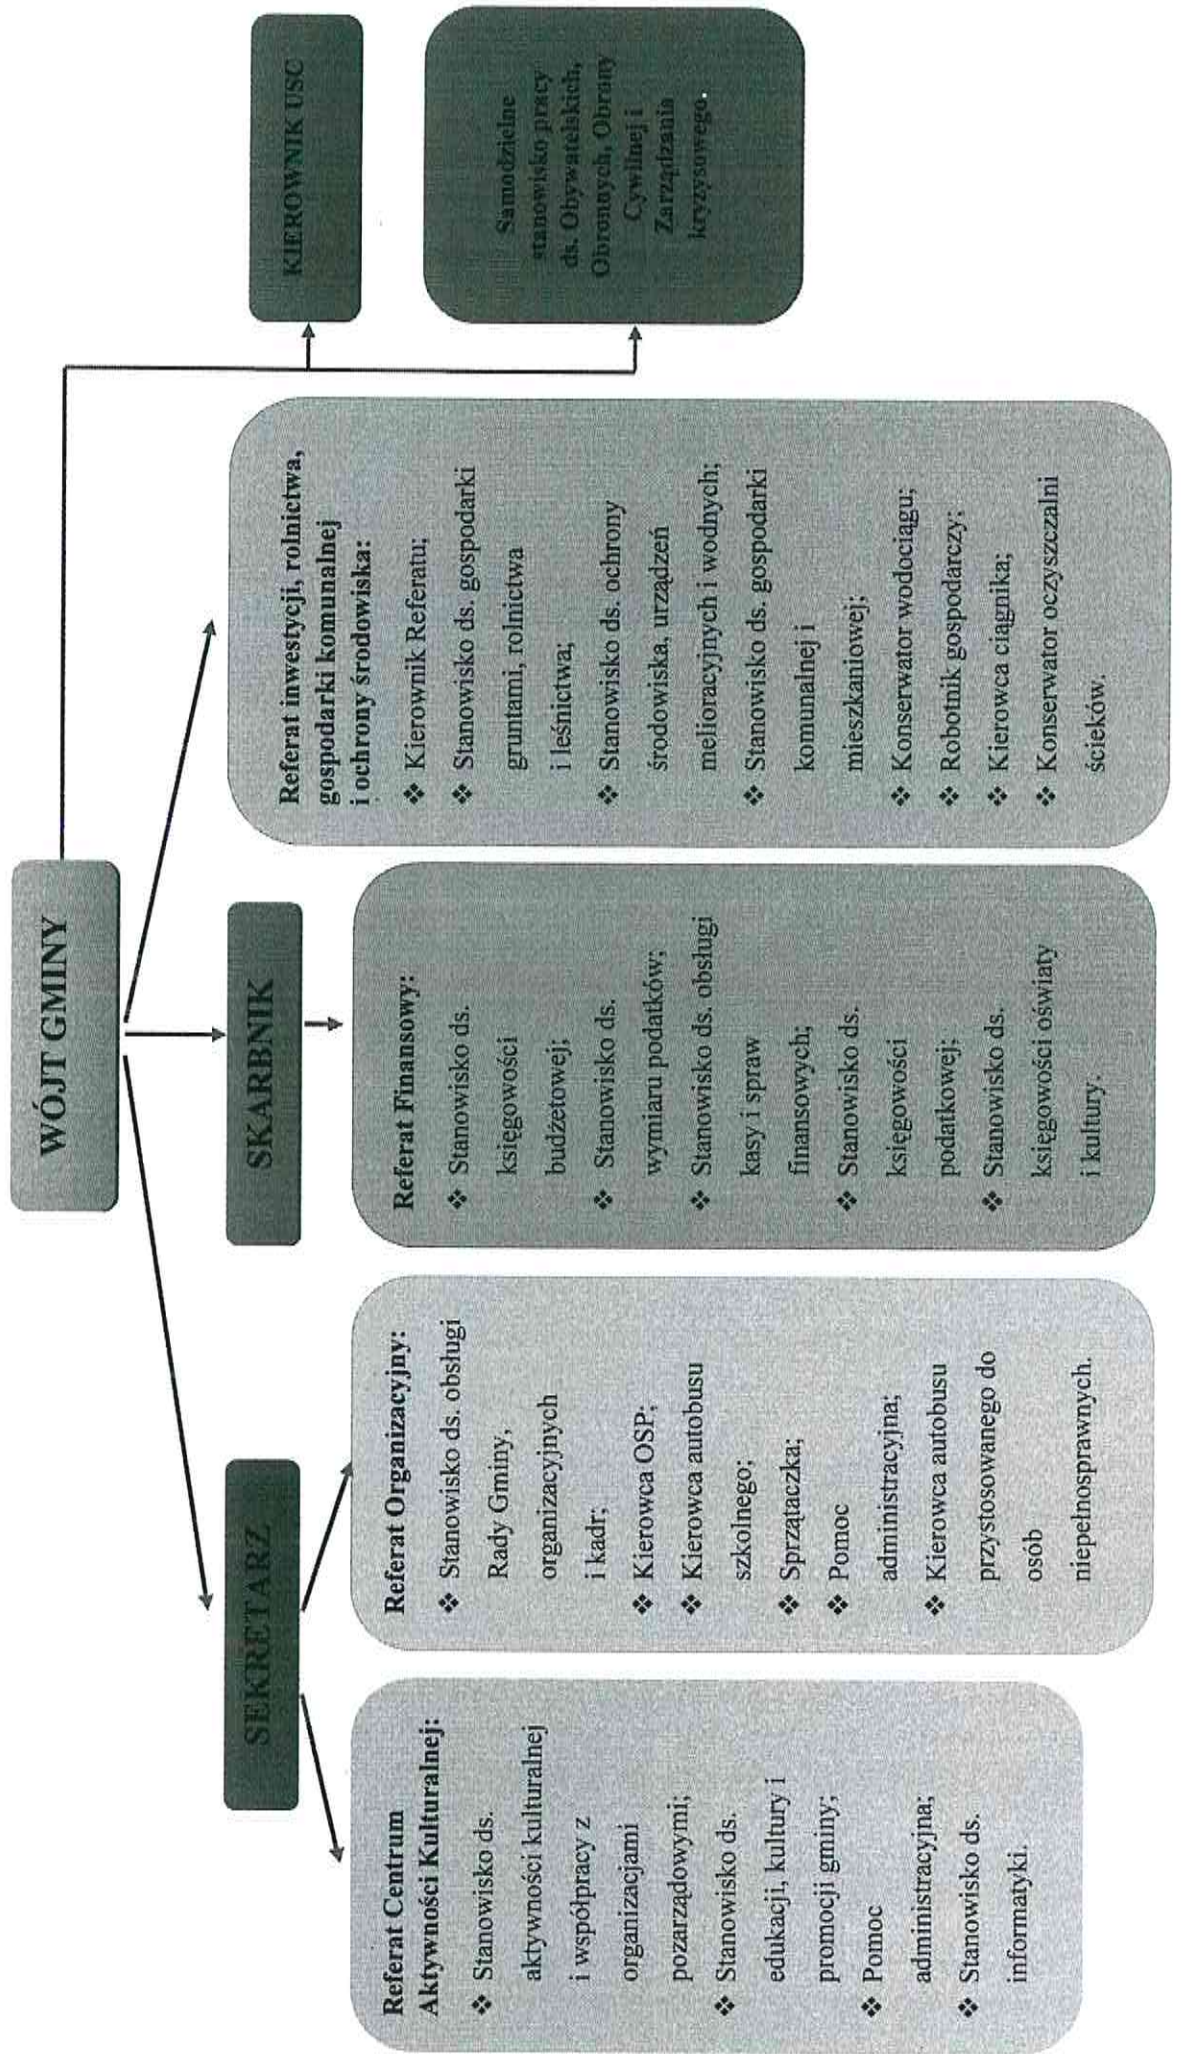 WÓJT GMINY
SEKRETARZ
SKARBNIK
KIEROWNIK USC
Samodzielne
stanowisko pracy
ds. Obywatelskich,
Obronnych, Obrony
Cywilnej i
Zarządzania
kryzysowego.
Referat Centrum
Aktywności Kulturalnej:
❖ Stanowisko ds.
aktywności kulturalnej
i współpracy z
organizacjami
pozarządowymi;
❖ Stanowisko ds.
edukacji, kultury i
promocji gminy;
❖ Pomoc
administracyjna;
❖ Stanowisko ds.
informatyki.
Referat Organizacyjny:
❖ Stanowisko ds. obsługi
Rady Gminy,
organizacyjnych
i kadr;
❖ Kierowca OSP;
❖ Kierowca autobusu
szkolnego;
❖ Sprzątaczka;
❖ Pomoc
administracyjna;
❖ Kierowca autobusu
przystosowanego do
osób
niepełnosprawnych.
Referat Finansowy:
❖ Stanowisko ds.
księgowości
budżetowej;
❖ Stanowisko ds.
wymiaru podatków;
❖ Stanowisko ds. obsługi
kasy i spraw
finansowych;
❖ Stanowisko ds.
księgowości
podatkowej;
❖ Stanowisko ds.
księgowości oświaty
i kultury.
Referat inwestycji, rolnictwa,
gospodarki komunalnej
i ochrony środowiska:
❖ Kierownik Referatu;
❖ Stanowisko ds. gospodarki
gruntami, rolnictwa
i leśnictwa;
❖ Stanowisko ds. ochrony
środowiska, urządzeń
melioracyjnych i wodnych;
❖ Stanowisko ds. gospodarki
komunalnej i
mieszkaniowej;
❖ Konserwator wodociągu;
❖ Robotnik gospodarczy;
❖ Kierowca ciągnika;
❖ Konserwator oczyszczalni
ścieków.